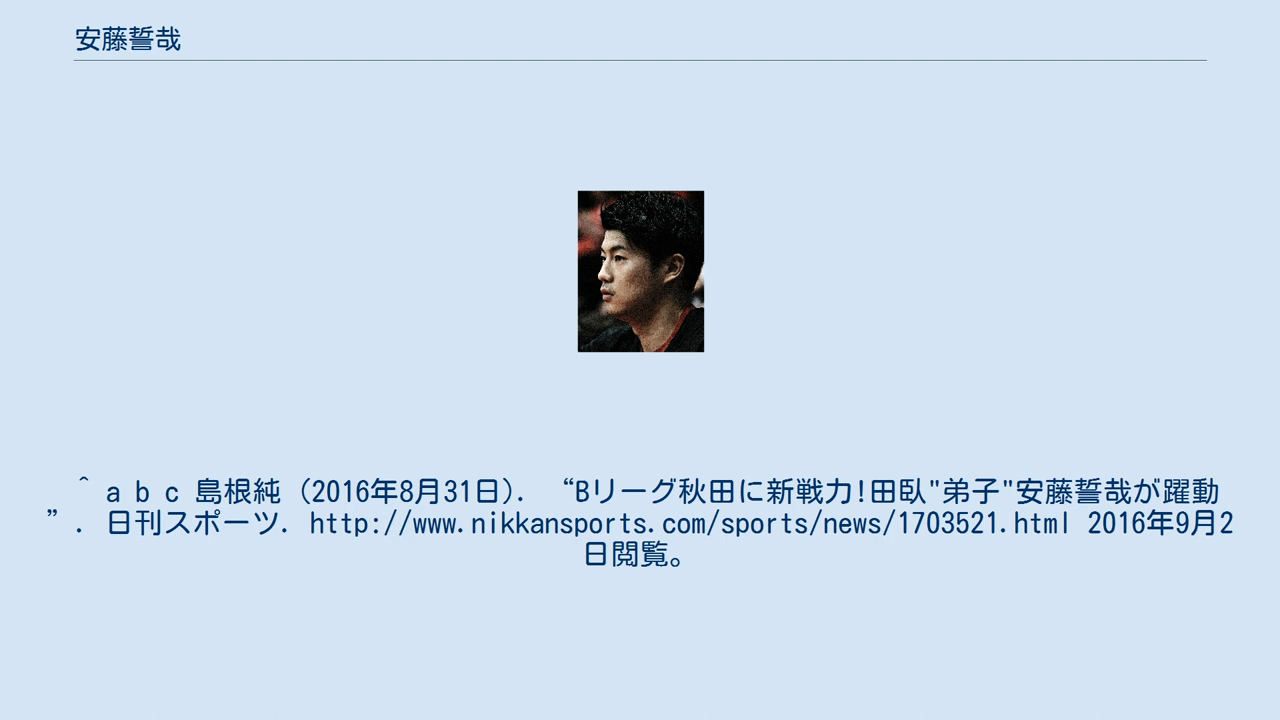 安藤誓哉
^ a b c 島根純 (2016年8月31日). “Bリーグ秋田に新戦力!田臥"弟子"安藤誓哉が躍動
”. 日刊スポーツ. http://www.nikkansports.com/sports/news/1703521.html 2016年9月2
日閲覧。